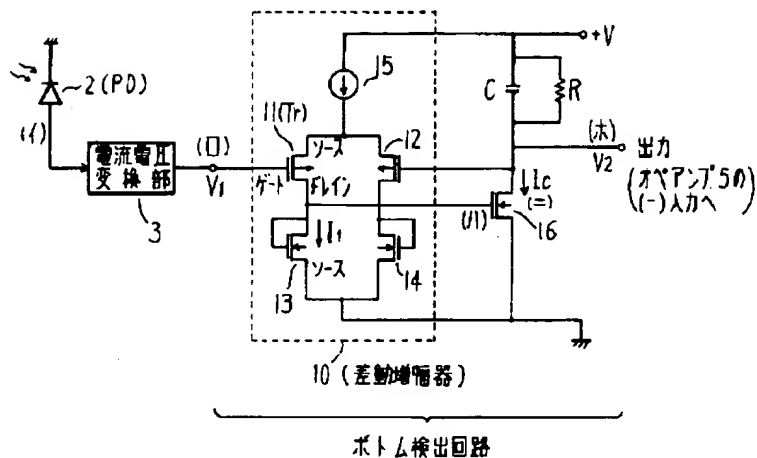 +V
15
2(PD)
C
R
(イ)
11(Tr)
ソース
12
(ホ)
V2
出力
(オペアンプ5の
(-)入力へ)
電流電圧
変換部
3
(ロ)
V1
ゲート
ドレイン
Ic
(ニ)
(ハ)
16
I1
ソース
13
14
10(差動増幅器)
ボトム検出回路